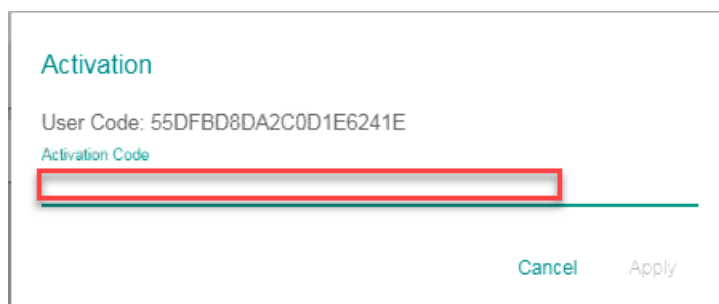 Activation
User Code: 55DFBD8DA2C0D1E6241E
Activation Code
Cancel Apply